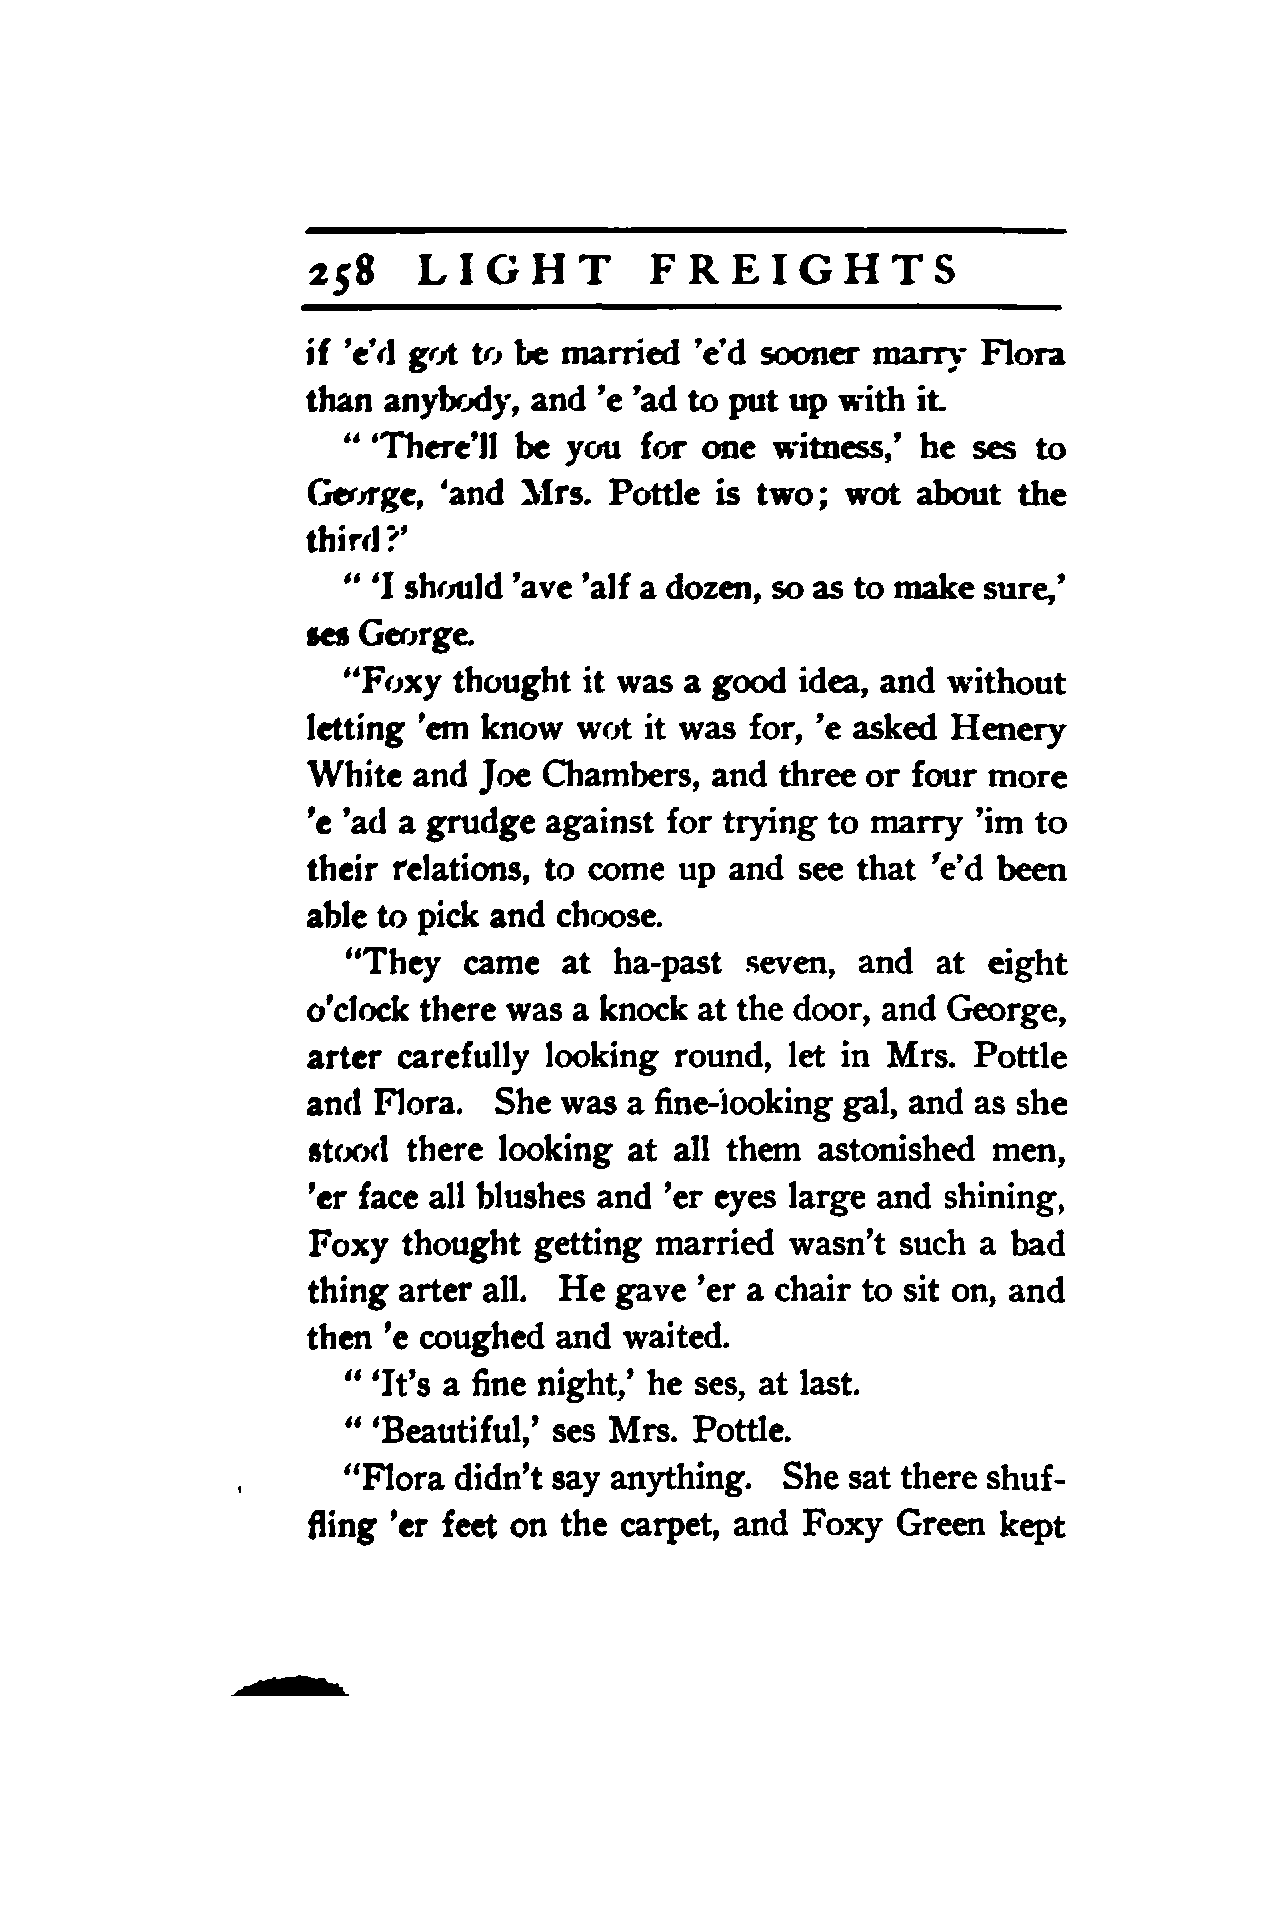 258 LIGHT FREIGHTS
if 'e'd got to be married 'e'd sooner marry Flora
than anybody, and 'e 'ad to put up with it.
" 'There'll be you for one witness,' he ses to
George, 'and Mrs. Pottle is two; wot about the
third?'
" 'I should 'ave 'alf a dozen, so as to make sure,'
ses George.
"Foxy thought it was a good idea, and without
letting 'em know wot it was for, 'e asked Henery
White and Joe Chambers, and three or four more
'e 'ad a grudge against for trying to marry 'im to
their relations, to come up and see that 'e'd been
able to pick and choose.
"They came at ha-past seven, and at eight
o'clock there was a knock at the door, and George,
arter carefully looking round, let in Mrs. Pottle
and Flora. She was a fine-looking gal, and as she
stood there looking at all them astonished men,
'er face all blushes and 'er eyes large and shining,
Foxy thought getting married wasn't such a bad
thing arter all. He gave 'er a chair to sit on, and
then 'e coughed and waited.
" 'It's a fine night,' he ses, at last.
" 'Beautiful,' ses Mrs. Pottle.
"Flora didn't say anything. She sat there shuf-
fling 'er feet on the carpet, and Foxy Green kept